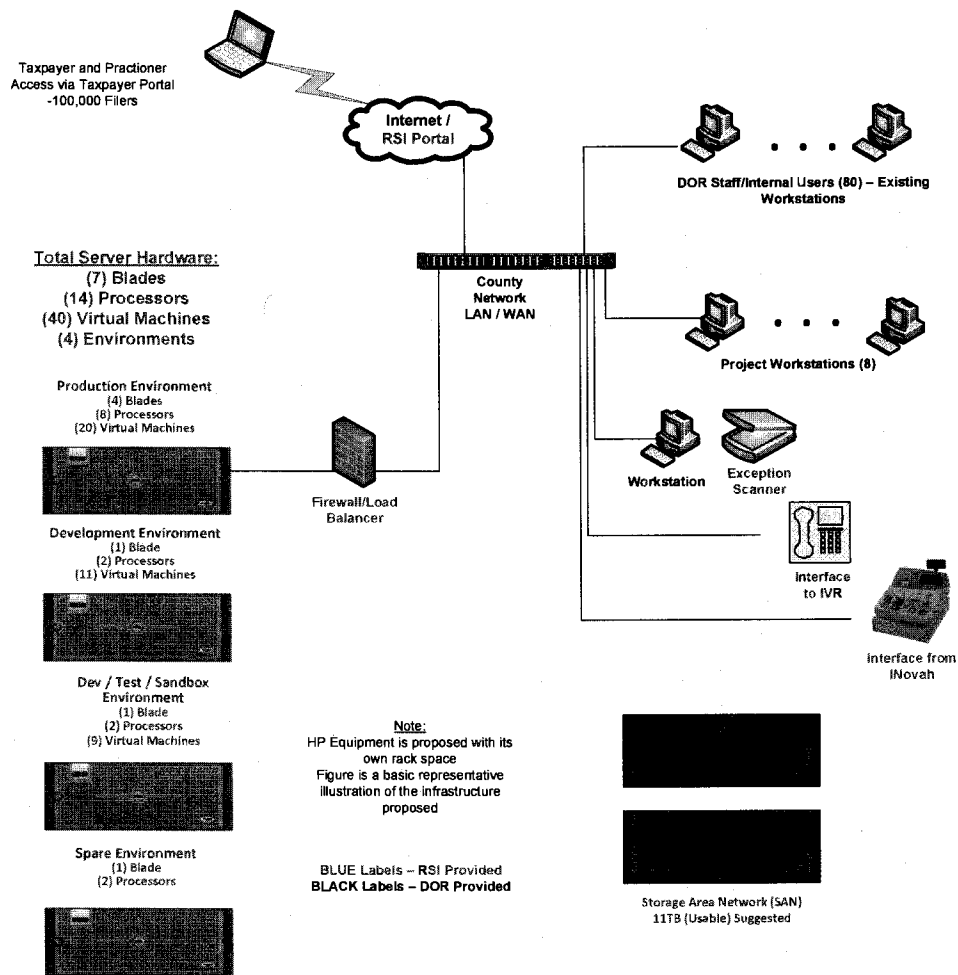 Taxpayer and Practioner
Access via Taxpayer Portal
~100,000 Filers
Internet /
RSI Portal
DOR Staff/Internal Users (80) – Existing
Workstations
Total Server Hardware:
(7) Blades
(14) Processors
(40) Virtual Machines
(4) Environments
County
Network
LAN / WAN
Project Workstations (8)
Production Environment
(4) Blades
(8) Processors
(20) Virtual Machines
Firewall/Load
Balancer
Workstation
Exception
Scanner
Development Environment
(1) Blade
(2) Processors
(11) Virtual Machines
Interface
to IVR
Interface from
INovah
Dev / Test / Sandbox
Environment
(1) Blade
(2) Processors
(9) Virtual Machines
Note:
HP Equipment is proposed with its
own rack space
Figure is a basic representative
illustration of the infrastructure
proposed
Spare Environment
(1) Blade
(2) Processors
BLUE Labels – RSI Provided
BLACK Labels – DOR Provided
Storage Area Network (SAN)
11TB (Usable) Suggested